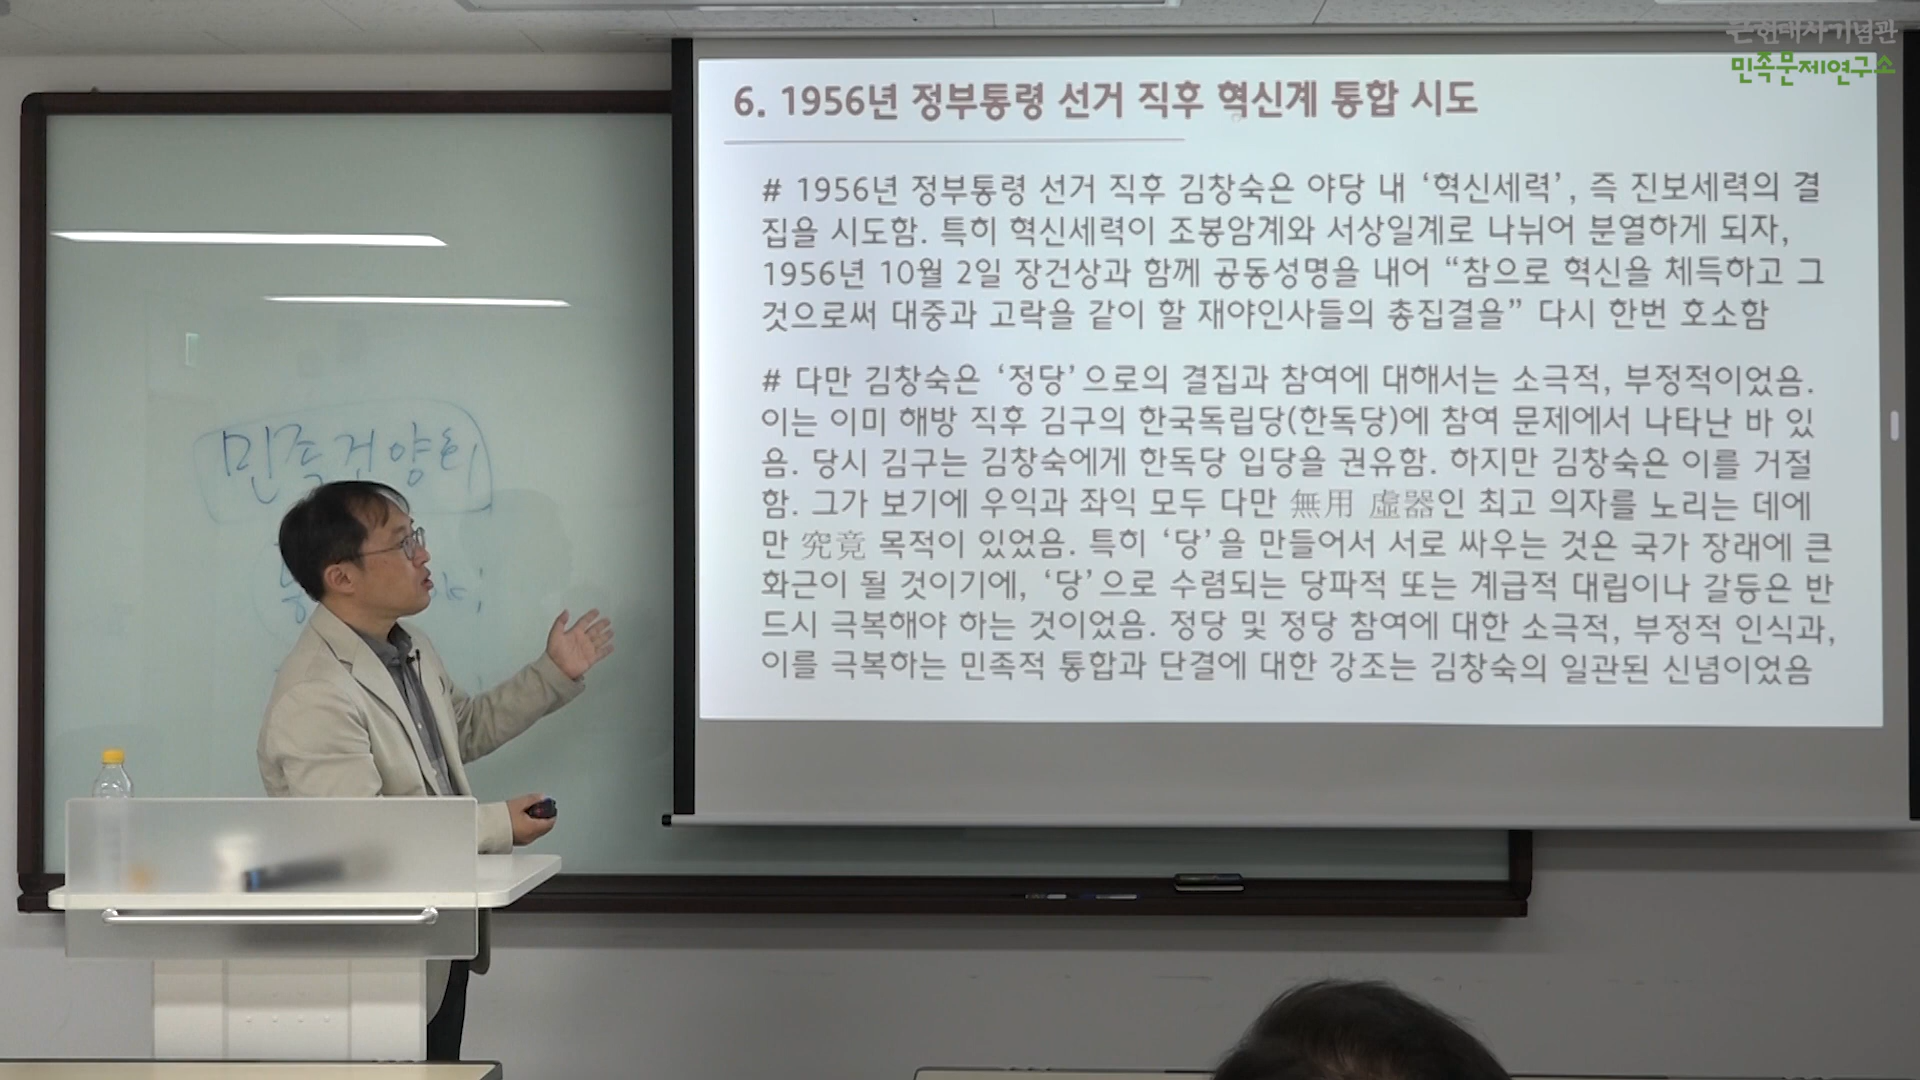 근현대사기념관
민족문제연구소
6. 1956년 정부통령 선거 직후 혁신계 통합 시도
# 1956년 정부통령 선거 직후 김창숙은 야당 내 ‘혁신세력’, 즉 진보세력의 결
집을 시도함. 특히 혁신세력이 조봉암계와 서상일계로 나뉘어 분열하게 되자,
1956년 10월 2일 장건상과 함께 공동성명을 내어 “참으로 혁신을 체득하고 그
것으로써 대중과 고락을 같이 할 재야인사들의 총집결을” 다시 한번 호소함
# 다만 김창숙은 ‘정당’으로의 결집과 참여에 대해서는 소극적, 부정적이었음.
이는 이미 해방 직후 김구의 한국독립당(한독당)에 참여 문제에서 나타난 바 있
음. 당시 김구는 김창숙에게 한독당 입당을 권유함. 하지만 김창숙은 이를 거절
함. 그가 보기에 우익과 좌익 모두 다만 無用 虛器인 최고 의자를 노리는 데에
만 究竟 목적이 있었음. 특히 ‘당’을 만들어서 서로 싸우는 것은 국가 장래에 큰
화근이 될 것이기에, ‘당’으로 수렴되는 당파적 또는 계급적 대립이나 갈등은 반
드시 극복해야 하는 것이었음. 정당 및 정당 참여에 대한 소극적, 부정적 인식과,
이를 극복하는 민족적 통합과 단결에 대한 강조는 김창숙의 일관된 신념이었음
민족건양회